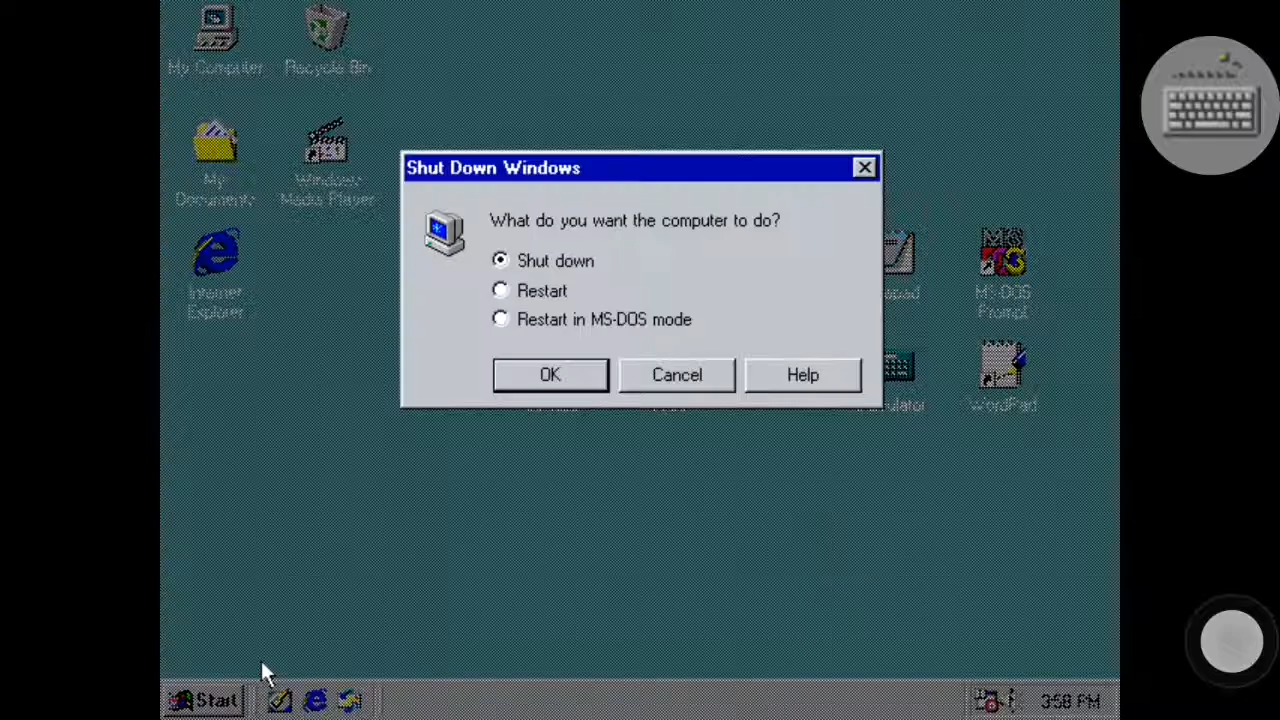 My Computer
Recycle Bin
My
Documents
Windows
Media Player
Internet
Explorer
Shut Down Windows
What do you want the computer to do?
Shut down
Restart
Restart in MS-DOS mode
OK
Cancel
Help
MS-DOS
Prompt
WordPad
Start
3:58 PM